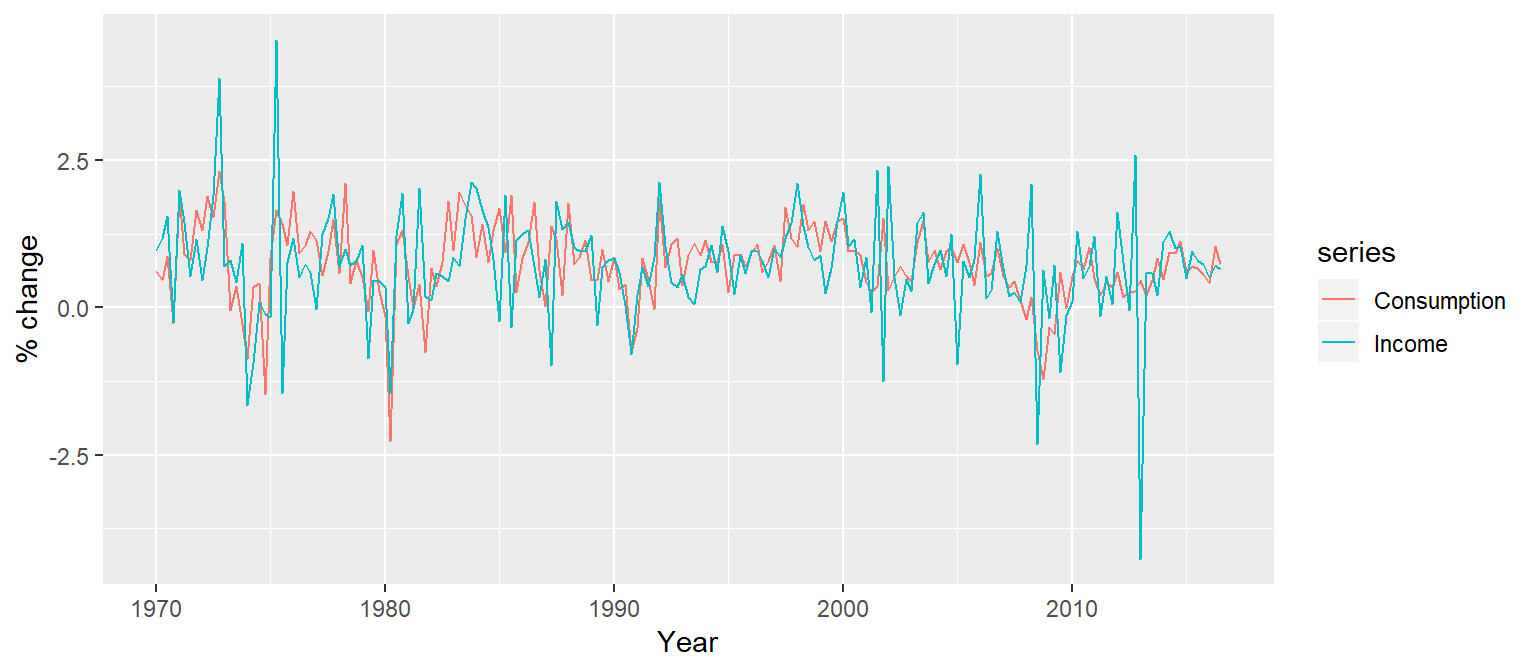 2.5
0.0
-2.5
% change
1970 1980 1990 2000 2010
Year
series
Consumption
Income